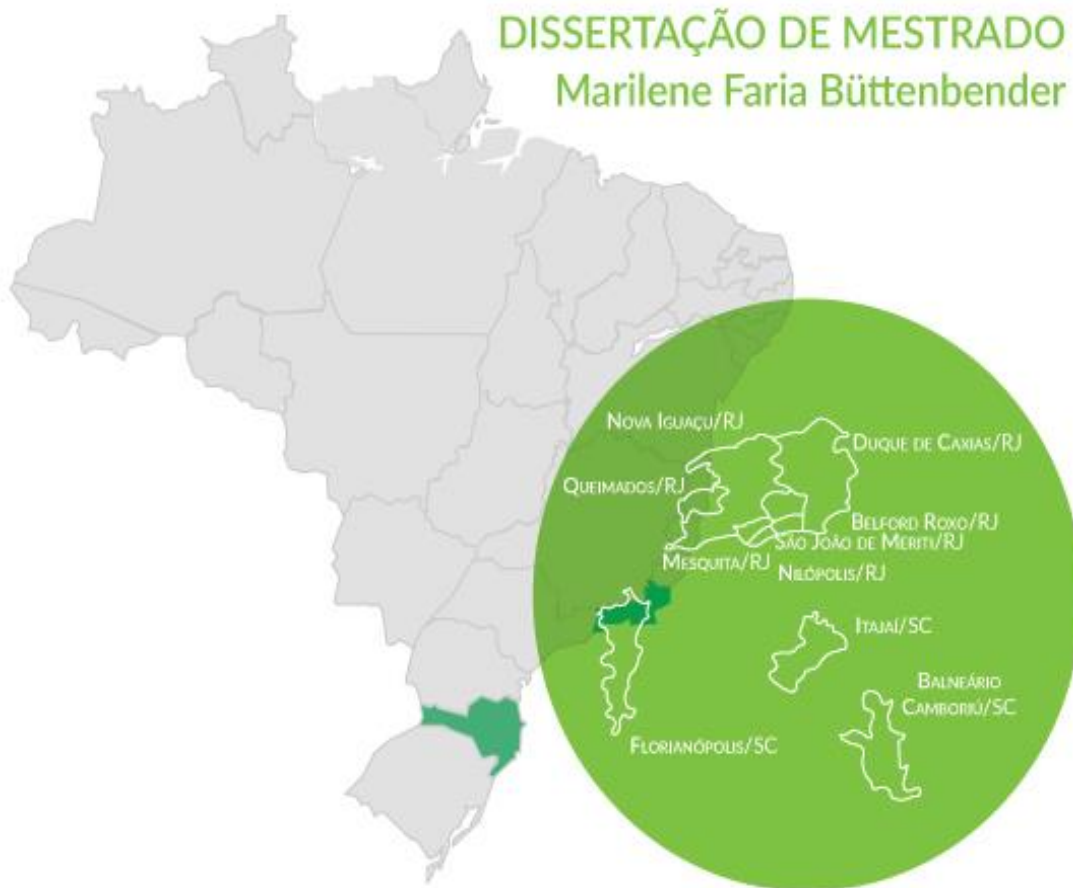 DISSERTAÇÃO DE MESTRADO
Marilene Faria Büttenbender
NOVA IGUAÇU/RJ
DUQUE DE CAXIAS/RJ
QUEIMADOS/RJ
BELFORD ROXO/RJ
SÃO JOÃO DE MERITI/RJ
MESQUITA/RJ
NILÓPOLIS/RJ
ITAJAÍ/SC
BALNEÁRIO
CAMBORIÚ/SC
FLORIANÓPOLIS/SC